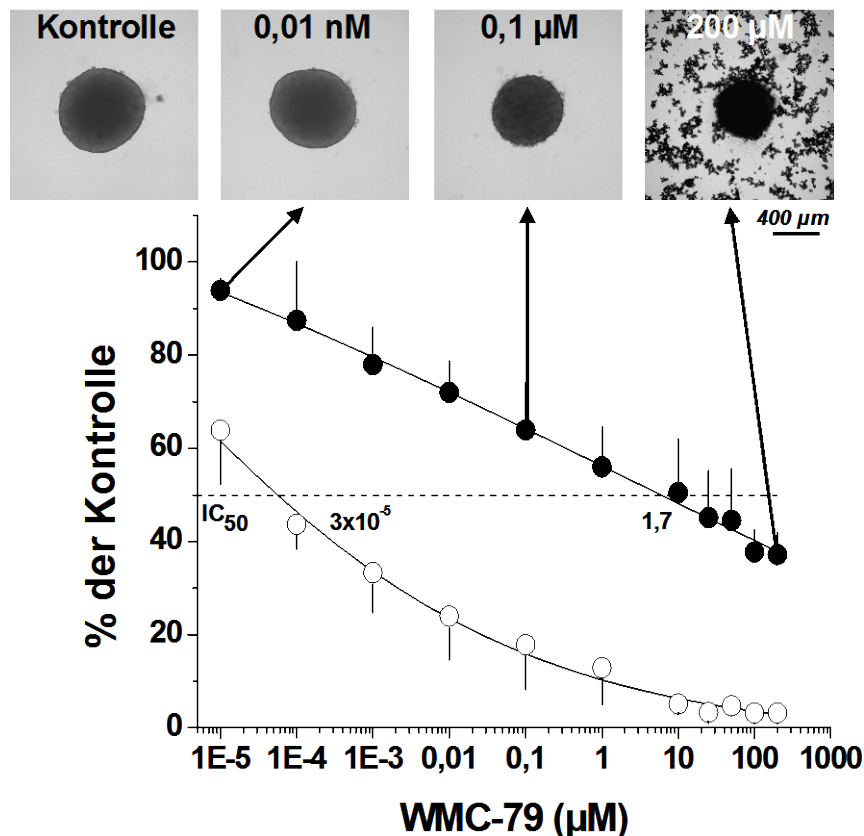 Kontrolle
0,01 nM
0,1 µM
200 µM
400 µm
100
80
60
40
20
0
% der Kontrolle
IC50
3x10-5
1,7
1E-5 1E-4 1E-3 0,01 0,1 1 10 100 1000
WMC-79 (µM)